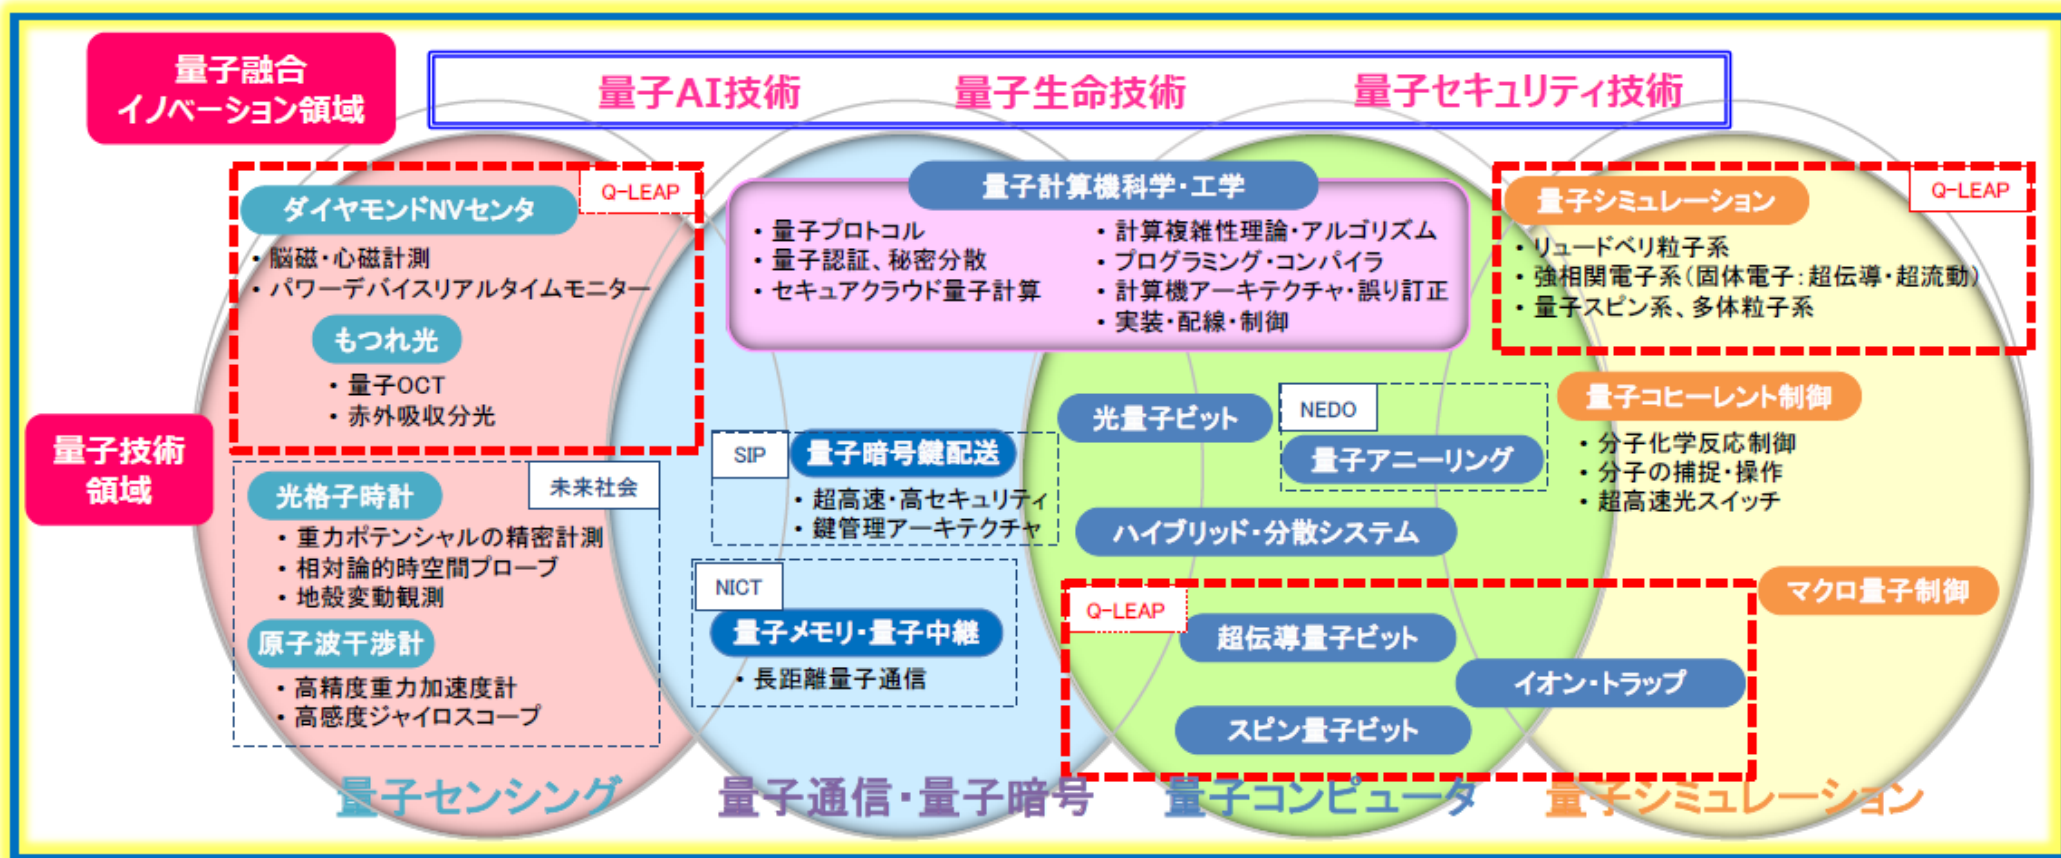 量子融合
イノベーション領域
量子AI技術
量子生命技術
量子セキュリティ技術
量子技術
領域
Q-LEAP
ダイヤモンドNVセンタ
・脳磁・心磁計測
・パワーデバイスリアルタイムモニター
もつれ光
・量子OCT
・赤外吸収分光
未来社会
光格子時計
・重力ポテンシャルの精密計測
・相対論的時空間プローブ
・地殻変動観測
原子波干渉計
・高精度重力加速度計
・高感度ジャイロスコープ
量子センシング
量子計算機科学・工学
・量子プロトコル
・量子認証、秘密分散
・セキュアクラウド量子計算
・計算複雑性理論・アルゴリズム
・プログラミング・コンパイラ
・計算機アーキテクチャ・誤り訂正
・実装・配線・制御
SIP
量子暗号鍵配送
・超高速・高セキュリティ
・鍵管理アーキテクチャ
NICT
量子メモリ・量子中継
・長距離量子通信
量子通信・量子暗号
光量子ビット
NEDO
量子アニーリング
ハイブリッド・分散システム
Q-LEAP
超伝導量子ビット
イオン・トラップ
スピン量子ビット
量子コンピュータ
Q-LEAP
量子シミュレーション
・リュードベリ粒子系
・強相関電子系(固体電子:超伝導・超流動)
・量子スピン系、多体粒子系
量子コヒーレント制御
・分子化学反応制御
・分子の捕捉・操作
・超高速光スイッチ
マクロ量子制御
量子シミュレーション